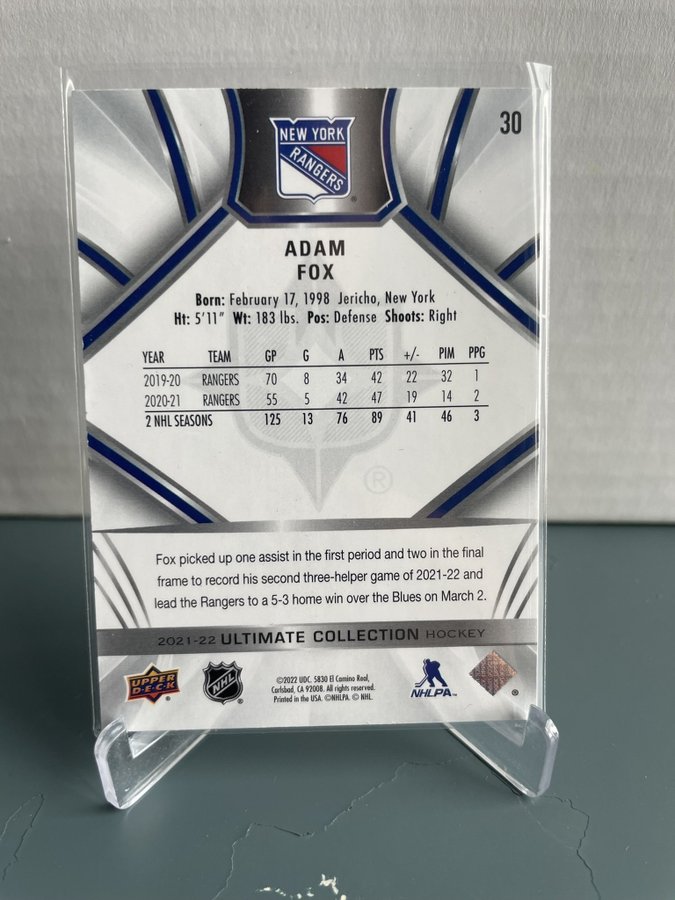 30
NEW YORK
RANGERS
®
ADAM
FOX
Born: February 17, 1998 Jericho, New York
Ht: 5'11" Wt: 183 lbs. Pos: Defense Shoots: Right
YEAR TEAM GP G A PTS +/- PIM PPG
2019-20 RANGERS 70 8 34 42 22 32 1
2020-21 RANGERS 55 5 42 47 19 14 2
2 NHL SEASONS 125 13 76 89 41 46 3
®
Fox picked up one assist in the first period and two in the final
frame to record his second three-helper game of 2021-22 and
lead the Rangers to a 5-3 home win over the Blues on March 2.
2021-22 ULTIMATE COLLECTION HOCKEY
UPPER
DECK
NHL
®
©2022 UDC. 5830 El Camino Real,
Carlsbad, CA 92008. All rights reserved.
Printed in the USA. ©NHLPA. © NHL.
NHLPA™
®